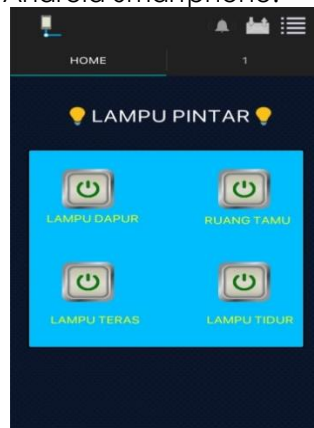 Android smartphone.
HOME 1
LAMPU PINTAR
LAMPU DAPUR RUANG TAMU
LAMPU TERAS LAMPU TIDUR